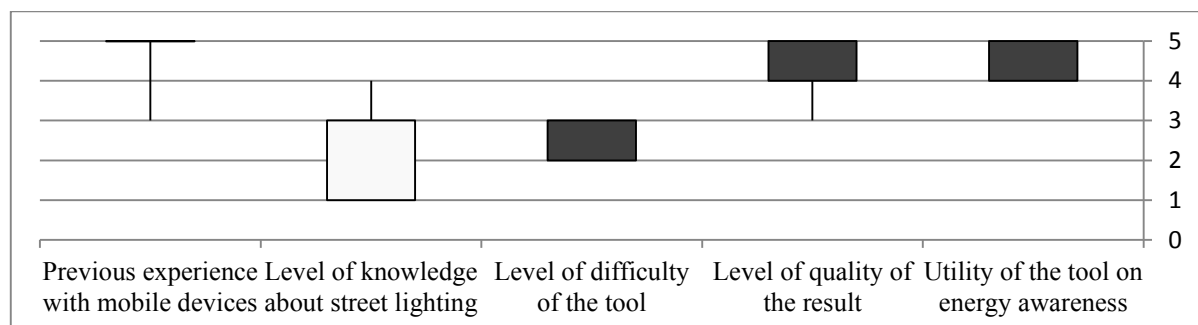 5
4
3
2
1
0
Previous experience
with mobile devices
Level of knowledge
about street lighting
Level of difficulty
of the tool
Level of quality of
the result
Utility of the tool on
energy awareness